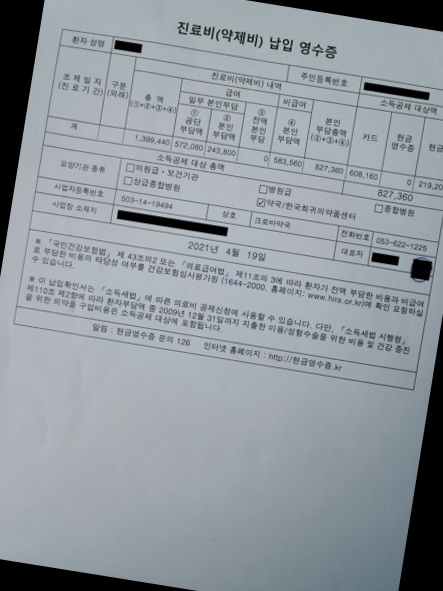 진료비(약제비) 납입 영수증
환자 성명
주민등록번호
조제일자
(진료기간)
구분
(외래)
진료비(약제비) 내역
소득공제 대상액
총 액
(①+②+③+④)
급여
비급여
본인
부담총액
(②+③+④)
카드
현금
영수증
현금
일부 본인부담
①
공단
부담액
②
본인
부담액
③
전액
본인
부담
④
본인
부담액
계
1,399,440 572,080 243,800 0 583,560 827,360 608,160 0 219,20
소득공제 대상 총액
827,360
요양기관 종류
□의원급·보건기관 □병원급 □종합병원
□상급종합병원 ☑약국/한국희귀의약품센터
사업자등록번호 503-14-19494 상호 크로바약국 전화번호 053-622-1225
사업장 소재지
대표자
2021년 4월 19일
※ 「국민건강보험법」 제 43조의2 또는 「의료급여법」 제11조의 3에 따라 환자가 전액 부담한 비용과 비급여
로 부담한 비용의 타당성 여부를 건강보험심사평가원 (1644-2000, 홈페이지: www.hira.or.kr)에 확인 요청하실
수 있습니다.
※ 이 납입확인서는 「소득세법」에 따른 의료비 공제신청에 사용할 수 있습니다. 다만, 「소득세법 시행령」
제110조 제2항에 따라 환자부담액 중 2009년 12월 31일까지 지출한 미용/성형수술을 위한 비용 및 건강 증진
을 위한 의약품 구입비용은 소득공제 대상에 포함됩니다.
알림 : 현금영수증 문의 126 인터넷 홈페이지 : http://현금영수증.kr